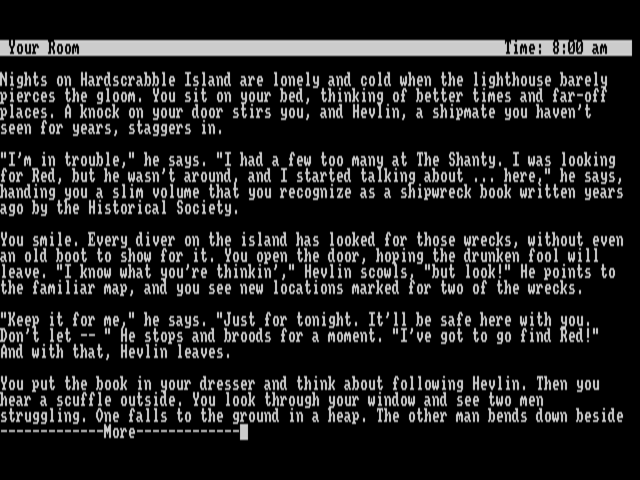 Your Room Time: 8:00 am
Nights on Hardscrabble Island are lonely and cold when the lighthouse barely
pierces the gloom. You sit on your bed, thinking of better times and far-off
places. A knock on your door stirs you, and Hevlin, a shipmate you haven't
seen for years, staggers in.
"I'm in trouble," he says. "I had a few too many at The Shanty. I was looking
for Red, but he wasn't around, and I started talking about ... here," he says,
handing you a slim volume that you recognize as a shipwreck book written years
ago by the Historical Society.
You smile. Every diver on the island has looked for those wrecks, without even
an old boot to show for it. You open the door, hoping the drunken fool will
leave. "I know what you're thinkin'," Hevlin scowls, "but look!" He points to
the familiar map, and you see new locations marked for two of the wrecks.
"Keep it for me," he says. "Just for tonight. It'll be safe here with you.
Don't let -- " He stops and broods for a moment. "I've got to go find Red!"
And with that, Hevlin leaves.
You put the book in your dresser and think about following Hevlin. Then you
hear a scuffle outside. You look through your window and see two men
struggling. One falls to the ground in a heap. The other man bends down beside
-------------More-------------